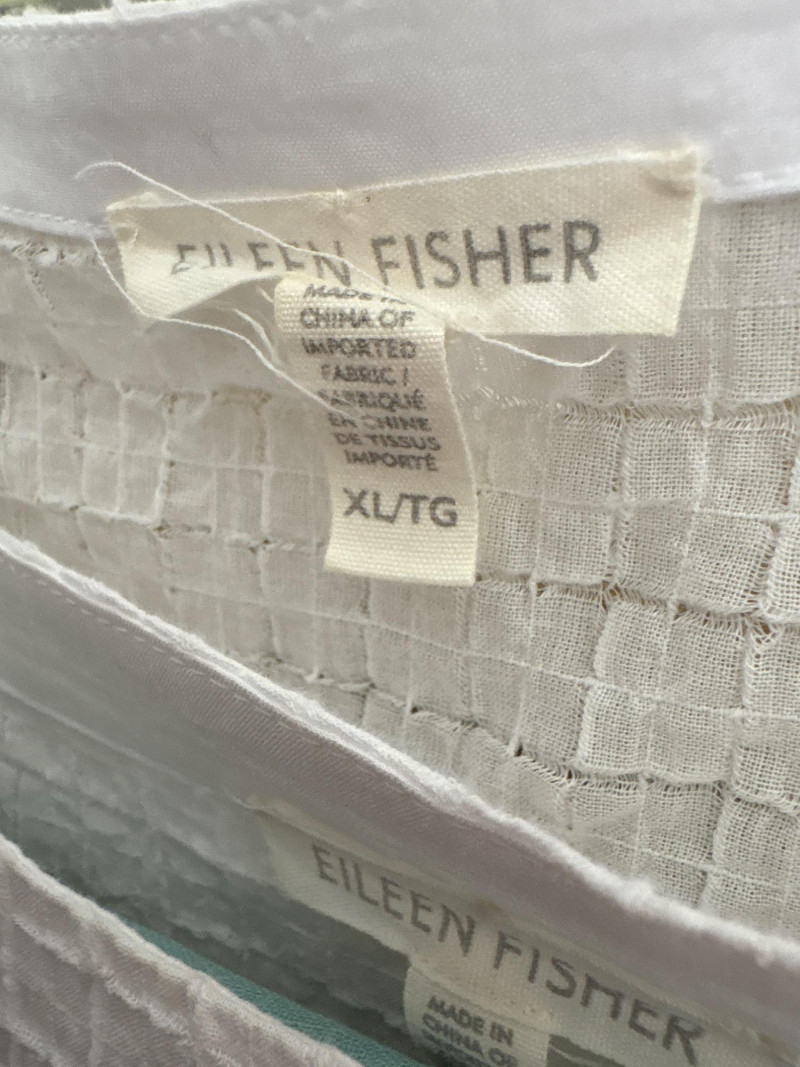 EILEEN FISHER
MADE IN
CHINA OF
IMPORTED
FABRIC /
FABRIQUÉ
EN CHINE
DE TISSUS
IMPORTÉ
XL/TG
EILEEN FISHER
MADE IN
CHINA OF